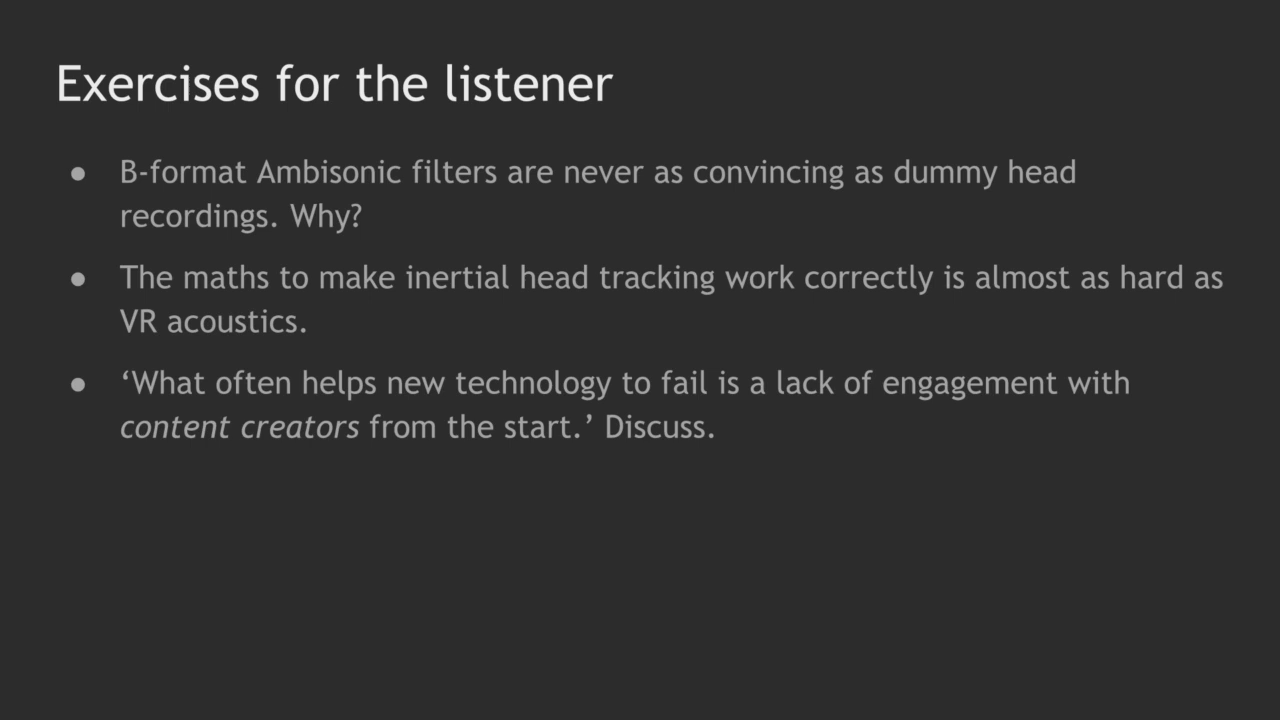 Exercises for the listener
● B-format Ambisonic filters are never as convincing as dummy head
recordings. Why?
● The maths to make inertial head tracking work correctly is almost as hard as
VR acoustics.
● ‘What often helps new technology to fail is a lack of engagement with
content creators from the start.’ Discuss.